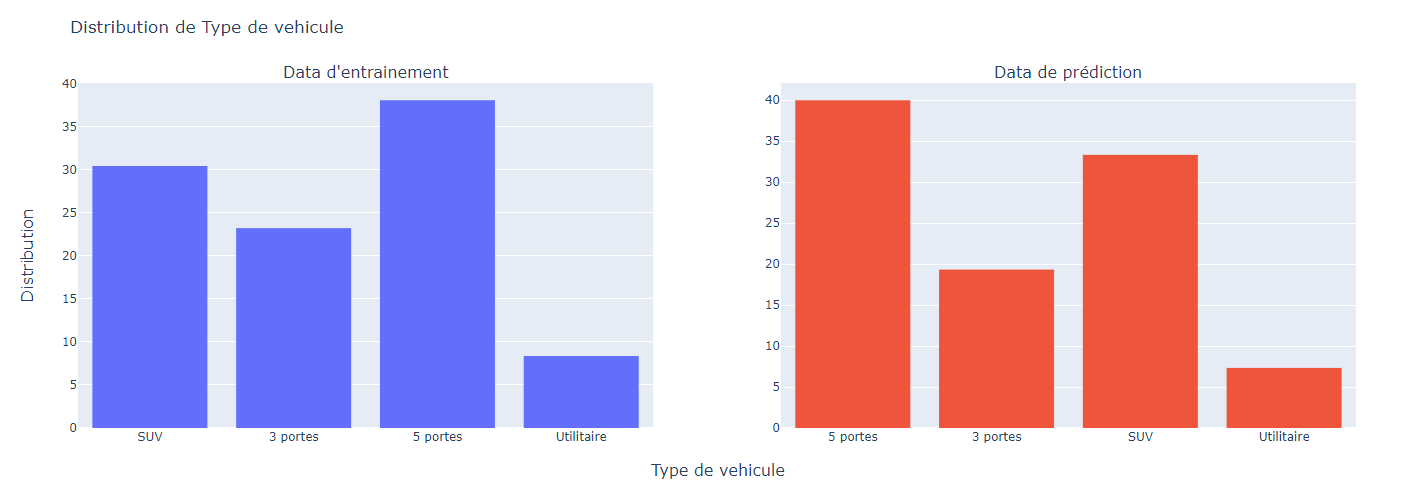 Distribution de Type de vehicule
Data d'entrainement
Data de prédiction
Distribution
40
35
30
25
20
15
10
5
0
SUV
3 portes
5 portes
Utilitaire
40
35
30
25
20
15
10
5
0
5 portes
3 portes
SUV
Utilitaire
Type de vehicule